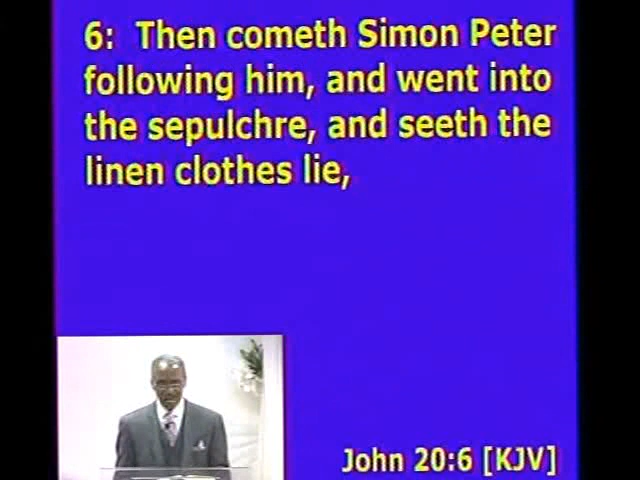 6: Then cometh Simon Peter
following him, and went into
the sepulchre, and seeth the
linen clothes lie,
John 20:6 [KJV]